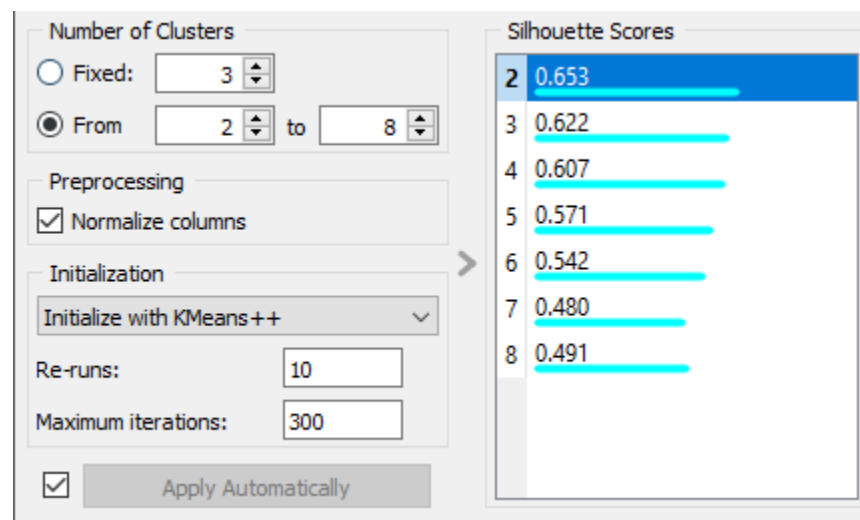 Number of Clusters
Fixed: 3
From 2 to 8
Preprocessing
Normalize columns
Initialization
Initialize with KMeans++
Re-runs: 10
Maximum iterations: 300
Apply Automatically
Silhouette Scores
2 0.653
3 0.622
4 0.607
5 0.571
6 0.542
7 0.480
8 0.491